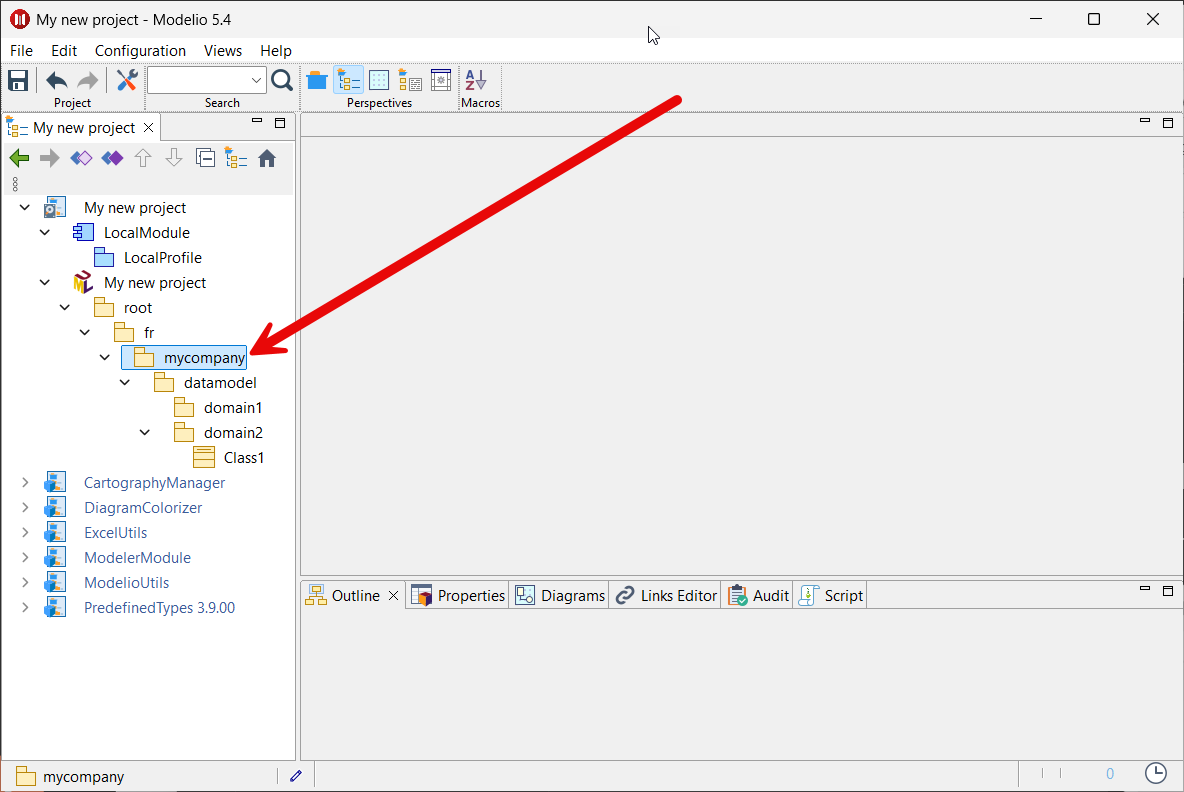 My new project - Modelio 5.4
File Edit Configuration Views Help
Project Search Perspectives Macros
My new project
My new project
LocalModule
LocalProfile
My new project
root
fr
mycompany
datamodel
domain1
domain2
Class1
CartographyManager
DiagramColorizer
ExcelUtils
ModelerModule
ModelioUtils
PredefinedTypes 3.9.00
Outline Properties Diagrams Links Editor Audit Script
mycompany 0